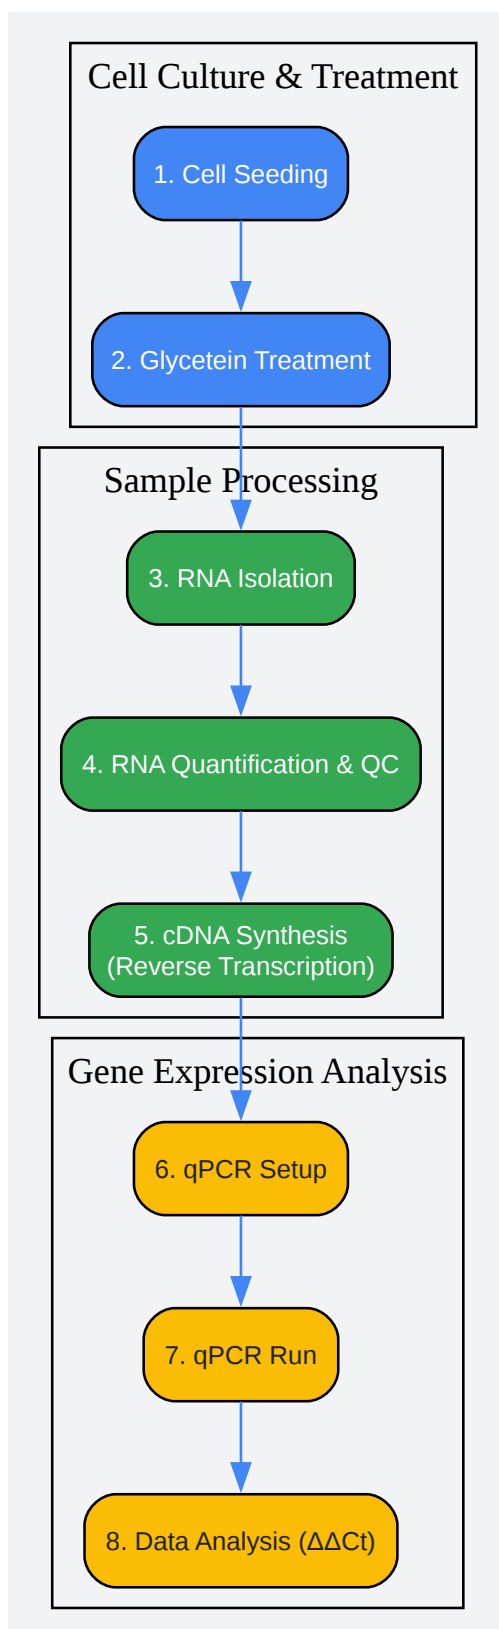 Cell Culture & Treatment
1. Cell Seeding
2. Glycetein Treatment
Sample Processing
3. RNA Isolation
4. RNA Quantification & QC
5. cDNA Synthesis
(Reverse Transcription)
Gene Expression Analysis
6. qPCR Setup
7. qPCR Run
8. Data Analysis (ΔΔCt)